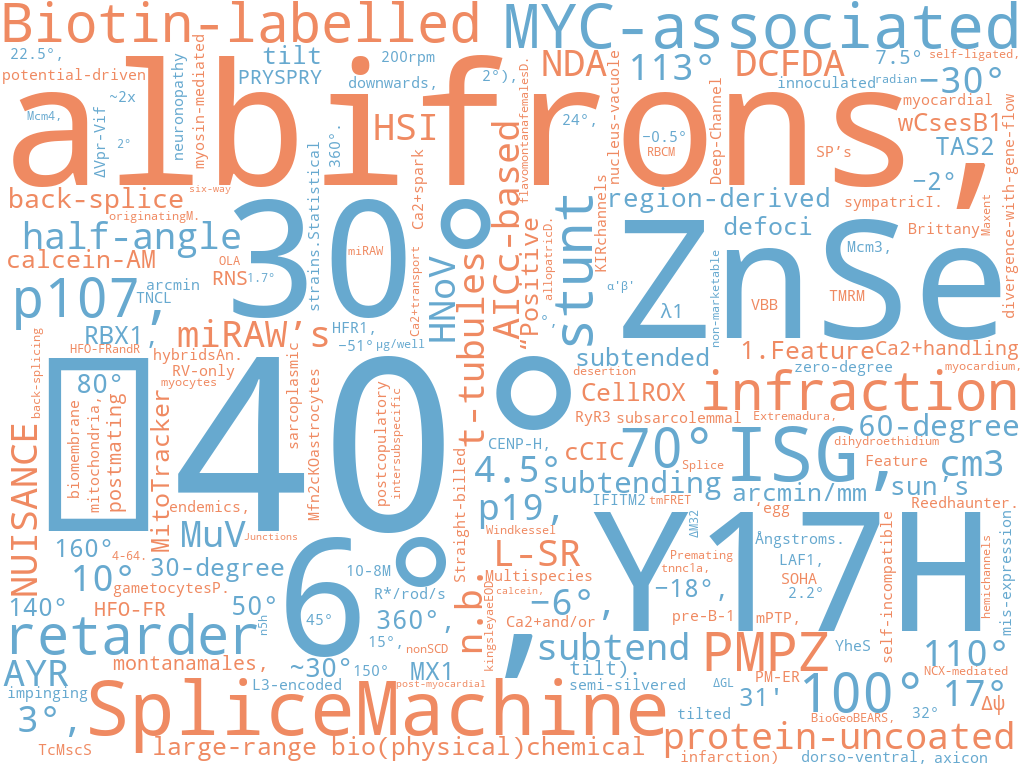 Biotin-labelled
MYC-associated
22.5°,
tilt
200rpm
NDA
113°
DCFDA
7.5°
self-ligated,
potential-driven
neuronopathy
myosin-mediated
PRYSPRY
downwards,
2°),
innoculated
radian
−30°
albifrons,
~2x
Mcm4,
ΔVpr-Vif
2°
HSI
360°.
flavomontanafemalesD.
24°,
nucleus-vacuole
−0.5°
RBCM
Deep-Channel
SP’s
myocardial
wCsesB1
TAS2
divergence-with-gene-flow
−2°
back-splice
six-way
originatingM.
strains.Statistical
Ca2+spark
AICc-based
region-derived
sympatricI.
Maxent
half-angle
30°
miRAW
stunt
KIRchannels
defoci
Brittany
calcein-AM
OLA
RNS
1.7°
Ca2+transport
HNoV
“Positive
allopatricD.
α'β'
ZnSe
Mcm3,
p107,
arcmin
TNCL
°,
λ1
non-marketable
VBB
TMRM
RBX1,
miRAW’s
HFR1,
−51°
μg/well
t-tubules
subtended
1.Feature
Ca2+handling
HFO-FRandR
hybridsAn.
RV-only
myocytes
sarcoplasmic
desertion
zero-degree
myocardium,
back-splicing
80°
biomembrane
mitochondria,
postmating
MitoTracker
40°
Mfn2cKOastrocytes
postcopulatory
intersubspecific
CellROX
infraction
RyR3
subsarcolemmal
Extremadura,
60-degree
NUISANCE
CENP-H,
cCIC
70°
Splice
ISG,
dihydroethidium
Feature
cm3
4.5°
subtending
arcmin/mm
sun’s
endemics,
Straight-billed
p19,
IFITM2
tmFRET
‘egg
Reedhunter.
MuV
Junctions
Windkessel
ΔM32
Y17H
Ångstroms.
160°
4-64.
L-SR
Premating
tnnc1a,
LAF1,
SOHA
2.2°
self-incompatible
hemichannels
mis-expression
10°
30-degree
6°,
10-8M
Multispecies
calcein,
−18°,
gametocytesP.
R*/rod/s
−6°,
140°
HFO-FR
50°
45°
360°,
kingsleyaeEOD
Ca2+and/or
pre-B-1
mPTP,
retarder
n5h
15°,
nonSCD
n.b.
subtend
PMPZ
YheS
110°
AYR
montanamales,
~30°
150°
MX1
tilt).
PM-ER
NCX-mediated
impinging
L3-encoded
post-myocardial
semi-silvered
ΔGL
31'
100°
17°
Δψ
3°,
SpliceMachine
tilted
BioGeoBEARS,
32°
TcMscS
large-range
bio(physical)chemical
protein-uncoated
infarction)
dorso-ventral,
axicon